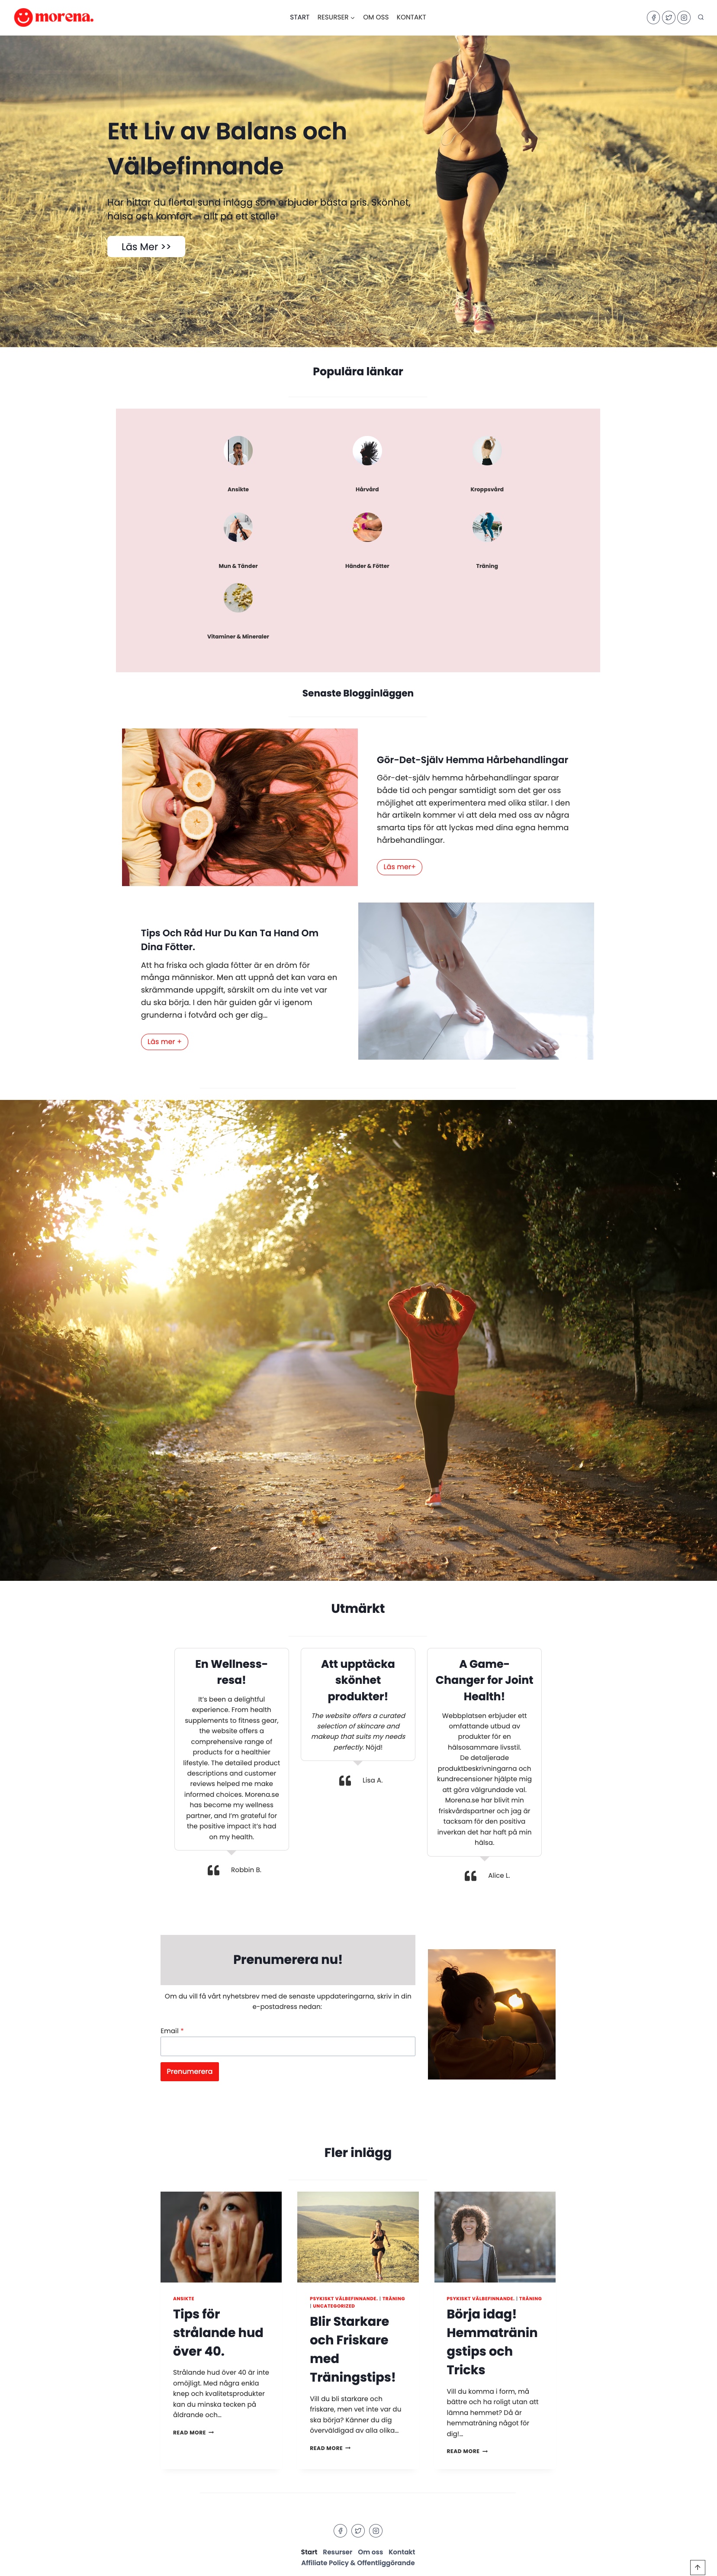 morena.
START RESURSER OM OSS KONTAKT
Ett Liv av Balans och
Välbefinnande
Här hittar du flertal sund inlägg som erbjuder bästa pris. Skönhet,
hälsa och komfort – allt på ett ställe!
Läs Mer >>
Populära länkar
Ansikte
Hårvård
Kroppsvård
Mun & Tänder
Händer & Fötter
Träning
Vitaminer & Mineraler
Senaste Blogginläggen
Gör-Det-Själv Hemma Hårbehandlingar
Gör-det-själv hemma hårbehandlingar sparar
både tid och pengar samtidigt som det ger oss
möjlighet att experimentera med olika stilar. I den
här artikeln kommer vi att dela med oss av några
smarta tips för att lyckas med dina egna hemma
hårbehandlingar.
Läs mer+
Tips Och Råd Hur Du Kan Ta Hand Om
Dina Fötter.
Att ha friska och glada fötter är en dröm för
många människor. Men att uppnå det kan vara en
skrämmande uppgift, särskilt om du inte vet var
du ska börja. I den här guiden går vi igenom
grunderna i fotvård och ger dig...
Läs mer +
Utmärkt
En Wellness-
resa!
It's been a delightful
experience. From health
supplements to fitness gear,
the website offers a
comprehensive range of
products for a healthier
lifestyle. The detailed product
descriptions and customer
reviews helped me make
informed choices. Morena.se
has become my wellness
partner, and I'm grateful for
the positive impact it's had
on my health.
Robbin B.
Att upptäcka
skönhet
produkter!
The website offers a curated
selection of skincare and
makeup that suits my needs
perfectly. Nöjd!
Lisa A.
A Game-
Changer for Joint
Health!
Webbplatsen erbjuder ett
omfattande utbud av
produkter för en
hälsosammare livsstil.
De detaljerade
produktbeskrivningarna och
kundrecensioner hjälpte mig
att göra välgrundade val.
Morena.se har blivit min
friskvårdspartner och jag är
tacksam för den positiva
inverkan det har haft på min
hälsa.
Alice L.
Prenumerera nu!
Om du vill få vårt nyhetsbrev med de senaste uppdateringarna, skriv in din
e-postadress nedan:
Email *
Prenumerera
Fler inlägg
ANSIKTE
Tips för
strålande hud
över 40.
Strålande hud över 40 är inte
omöjligt. Med några enkla
knep och kvalitetsprodukter
kan du minska tecken på
åldrande och...
READ MORE
PSYKISKT VÄLBEFINNANDE. | TRÄNING
| UNCATEGORIZED
Blir Starkare
och Friskare
med
Träningstips!
Vill du bli starkare och
friskare, men vet inte var du
ska börja? Känner du dig
överväldigad av alla olika...
READ MORE
PSYKISKT VÄLBEFINNANDE. | TRÄNING
Börja idag!
Hemmatränin
gstips och
Tricks
Vill du komma i form, må
bättre och ha roligt utan att
lämna hemmet? Då är
hemmaträning något för
dig!...
READ MORE
Start Resurser Om oss Kontakt
Affiliate Policy & Offentliggörande